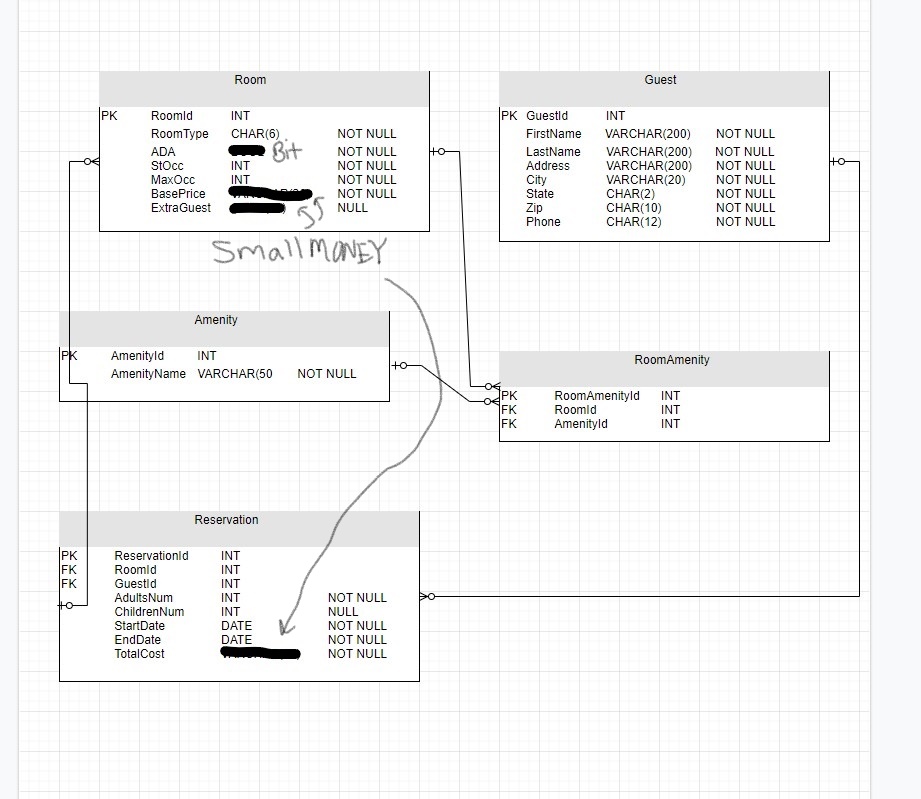 Room
PK RoomId INT
RoomType CHAR(6) NOT NULL
ADA Bit NOT NULL
StOcc INT NOT NULL
MaxOcc INT NOT NULL
BasePrice NOT NULL
ExtraGuest NULL
SmallMONEY
Guest
PK GuestId INT
FirstName VARCHAR(200) NOT NULL
LastName VARCHAR(200) NOT NULL
Address VARCHAR(200) NOT NULL
City VARCHAR(20) NOT NULL
State CHAR(2) NOT NULL
Zip CHAR(10) NOT NULL
Phone CHAR(12) NOT NULL
Amenity
PK AmenityId INT
AmenityName VARCHAR(50 NOT NULL
RoomAmenity
PK RoomAmenityId INT
FK RoomId INT
FK AmenityId INT
Reservation
PK ReservationId INT
FK RoomId INT
FK GuestId INT
AdultsNum INT NOT NULL
ChildrenNum INT NULL
StartDate DATE NOT NULL
EndDate DATE NOT NULL
TotalCost NOT NULL